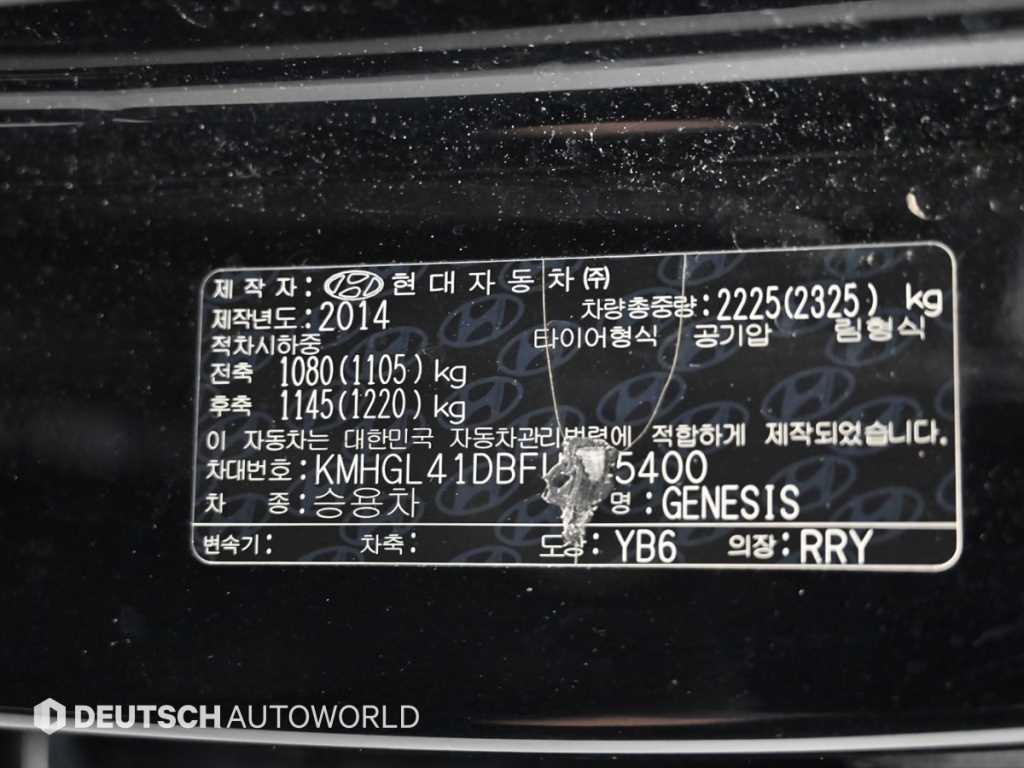 제 작 자 : 현 대 자 동 차 ㈜
제작년도 : 2014 차량총중량 : 2225(2325) kg
적차시하중 타이어형식 공기압 림형식
전축 1080(1105) kg
후축 1145(1220) kg
이 자동차는 대한민국 자동차관리법령에 적합하게 제작되었습니다.
차대번호 :
차 종 : 승용차 명 : GENESIS
변속기 : 차축 : 도장 : YB6 의장 : RRY
DEUTSCH AUTOWORLD